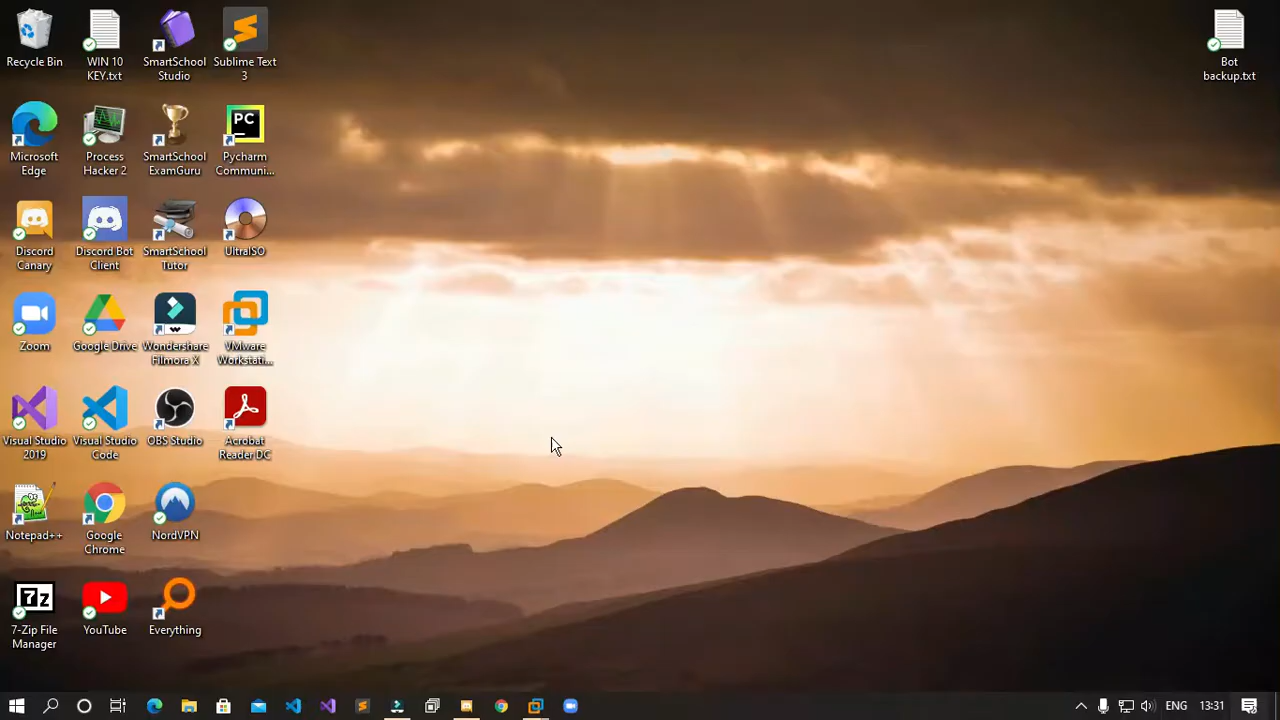 Recycle Bin
WIN 10
KEY.txt
SmartSchool
Studio
Sublime Text
3
Bot
backup.txt
Microsoft
Edge
Process
Hacker 2
SmartSchool
ExamGuru
PC
Pycharm
Communi...
Discord
Canary
Discord Bot
Client
SmartSchool
Tutor
UltraISO
Zoom
Google Drive
Wondershare
Filmora X
VMware
Workstati...
Visual Studio
2019
Visual Studio
Code
OBS Studio
Acrobat
Reader DC
Notepad++
Google
Chrome
NordVPN
7z
7-Zip File
Manager
YouTube
Everything
ENG
13:31